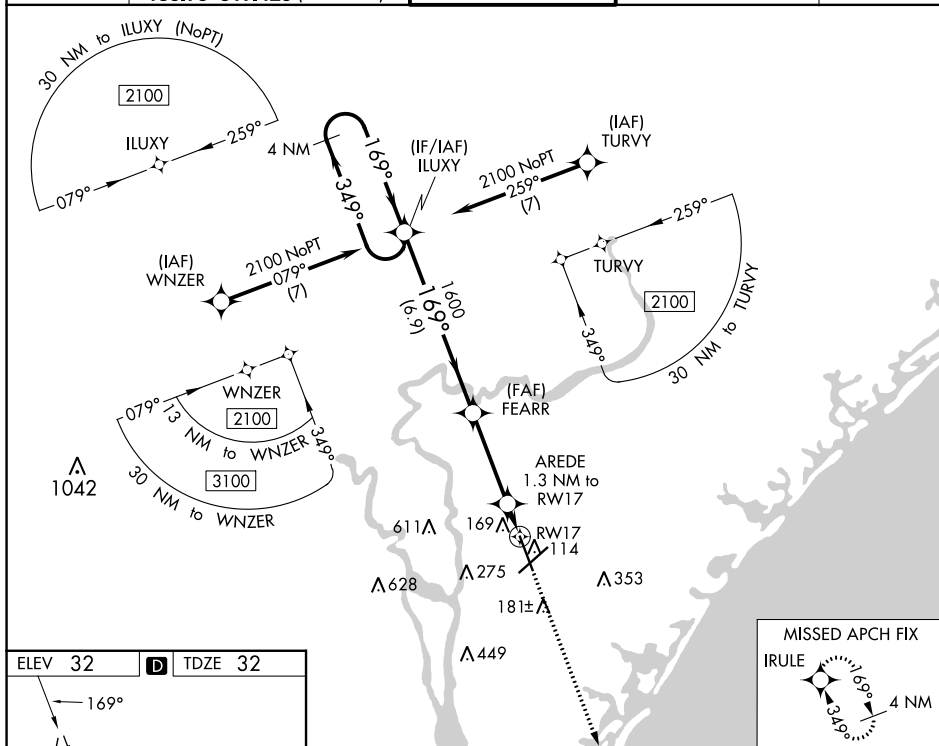 30 NM to ILUXY (NoPT)
2100
ILUXY
259°
079°
4 NM
169°
349°
(IF/IAF)
ILUXY
(IAF)
TURVY
2100 NoPT
259°
(7)
(IAF)
WNZER
2100 NoPT
079°
(7)
1600
169°
(6.9)
259°
TURVY
2100
349°
30 NM to TURVY
WNZER
079°
2100
13 NM to WNZER
349°
3100
30 NM to WNZER
1042
(FAF)
FEARR
AREDE
1.3 NM to
RW17
611
169
RW17
114
628
275
353
181±
449
ELEV 32
D
TDZE 32
169°
MISSED APCH FIX
IRULE
169°
4 NM
349°